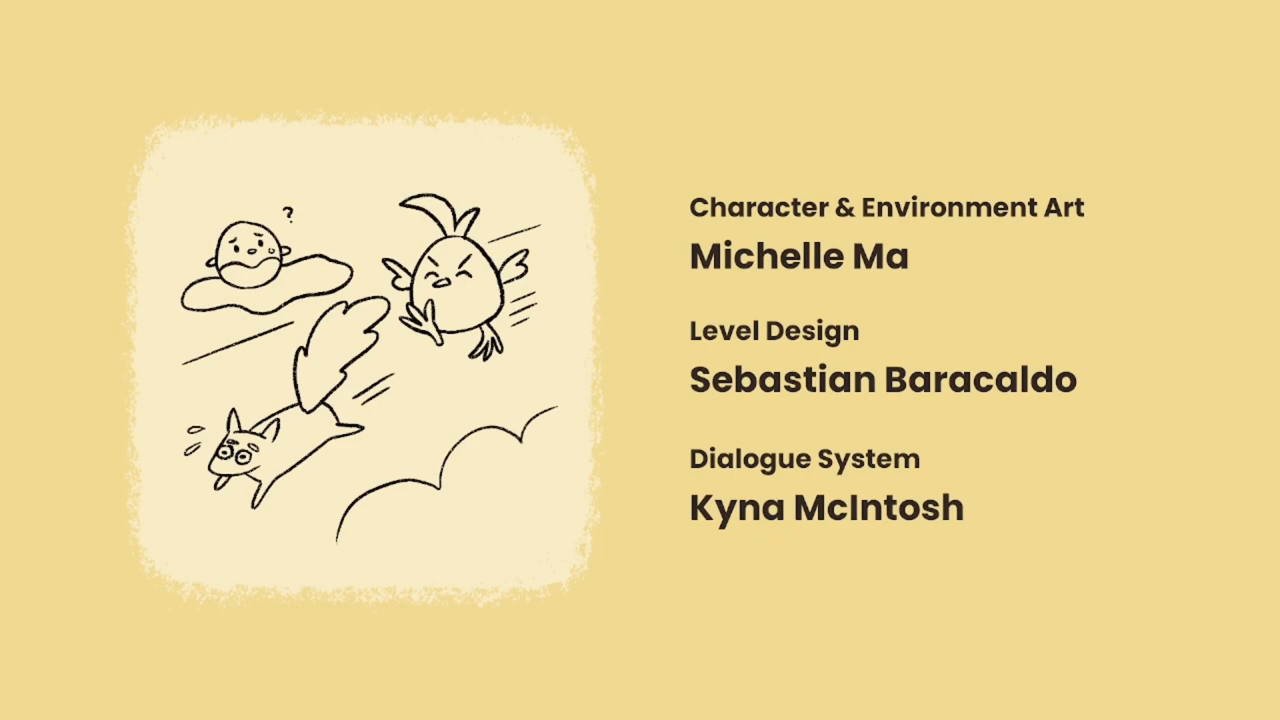 ?
Character & Environment Art
Michelle Ma
Level Design
Sebastian Baracaldo
Dialogue System
Kyna McIntosh